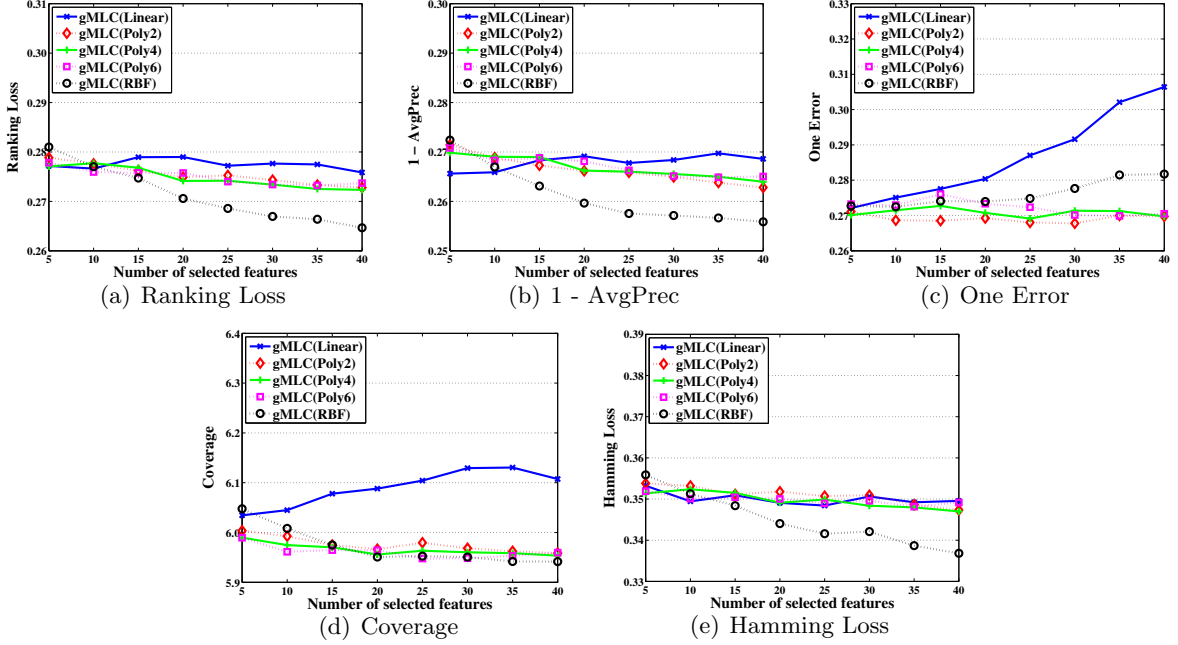 0.31
0.30
0.28
0.27
0.26
Ranking Loss
gMLC(Linear)
gMLC(Poly2)
gMLC(Poly4)
gMLC(Poly6)
gMLC(RBF)
5 10 15 20 25 30 35 40
Number of selected features
(a) Ranking Loss
0.30
0.28
0.27
0.26
0.25
1 − AvgPrec
gMLC(Linear)
gMLC(Poly2)
gMLC(Poly4)
gMLC(Poly6)
gMLC(RBF)
5 10 15 20 25 30 35 40
Number of selected features
(b) 1 - AvgPrec
0.33
0.31
0.30
0.28
0.27
0.26
One Error
gMLC(Linear)
gMLC(Poly2)
gMLC(Poly4)
gMLC(Poly6)
gMLC(RBF)
5 10 15 20 25 30 35 40
Number of selected features
(c) One Error
6.4
6.3
6.2
6.1
6.0
5.9
Coverage
gMLC(Linear)
gMLC(Poly2)
gMLC(Poly4)
gMLC(Poly6)
gMLC(RBF)
5 10 15 20 25 30 35 40
Number of selected features
(d) Coverage
0.39
0.38
0.36
0.35
0.34
0.33
Hamming Loss
gMLC(Linear)
gMLC(Poly2)
gMLC(Poly4)
gMLC(Poly6)
gMLC(RBF)
5 10 15 20 25 30 35 40
Number of selected features
(e) Hamming Loss